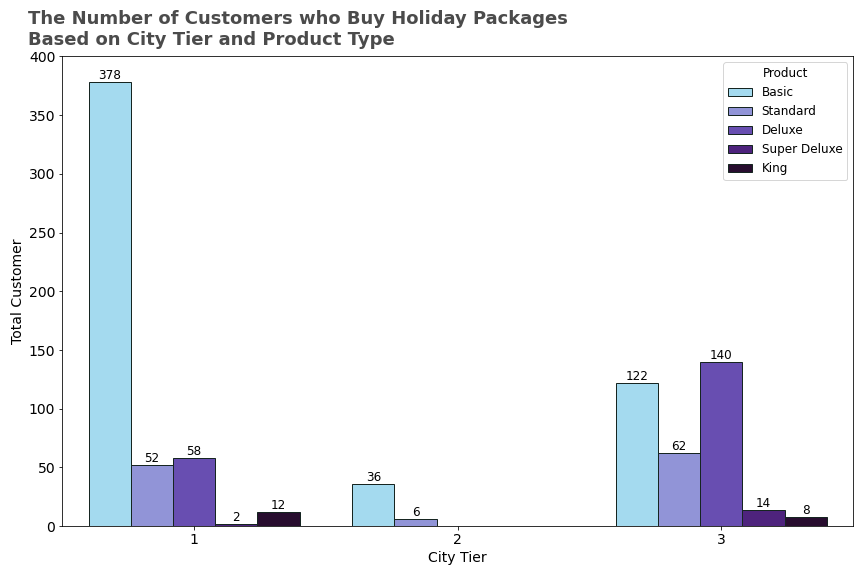 The Number of Customers who Buy Holiday Packages
Based on City Tier and Product Type
400
350
300
250
200
150
100
50
0
Total Customer
378
52
58
2
12
36
6
122
62
140
14
8
Product
Basic
Standard
Deluxe
Super Deluxe
King
1
2
3
City Tier